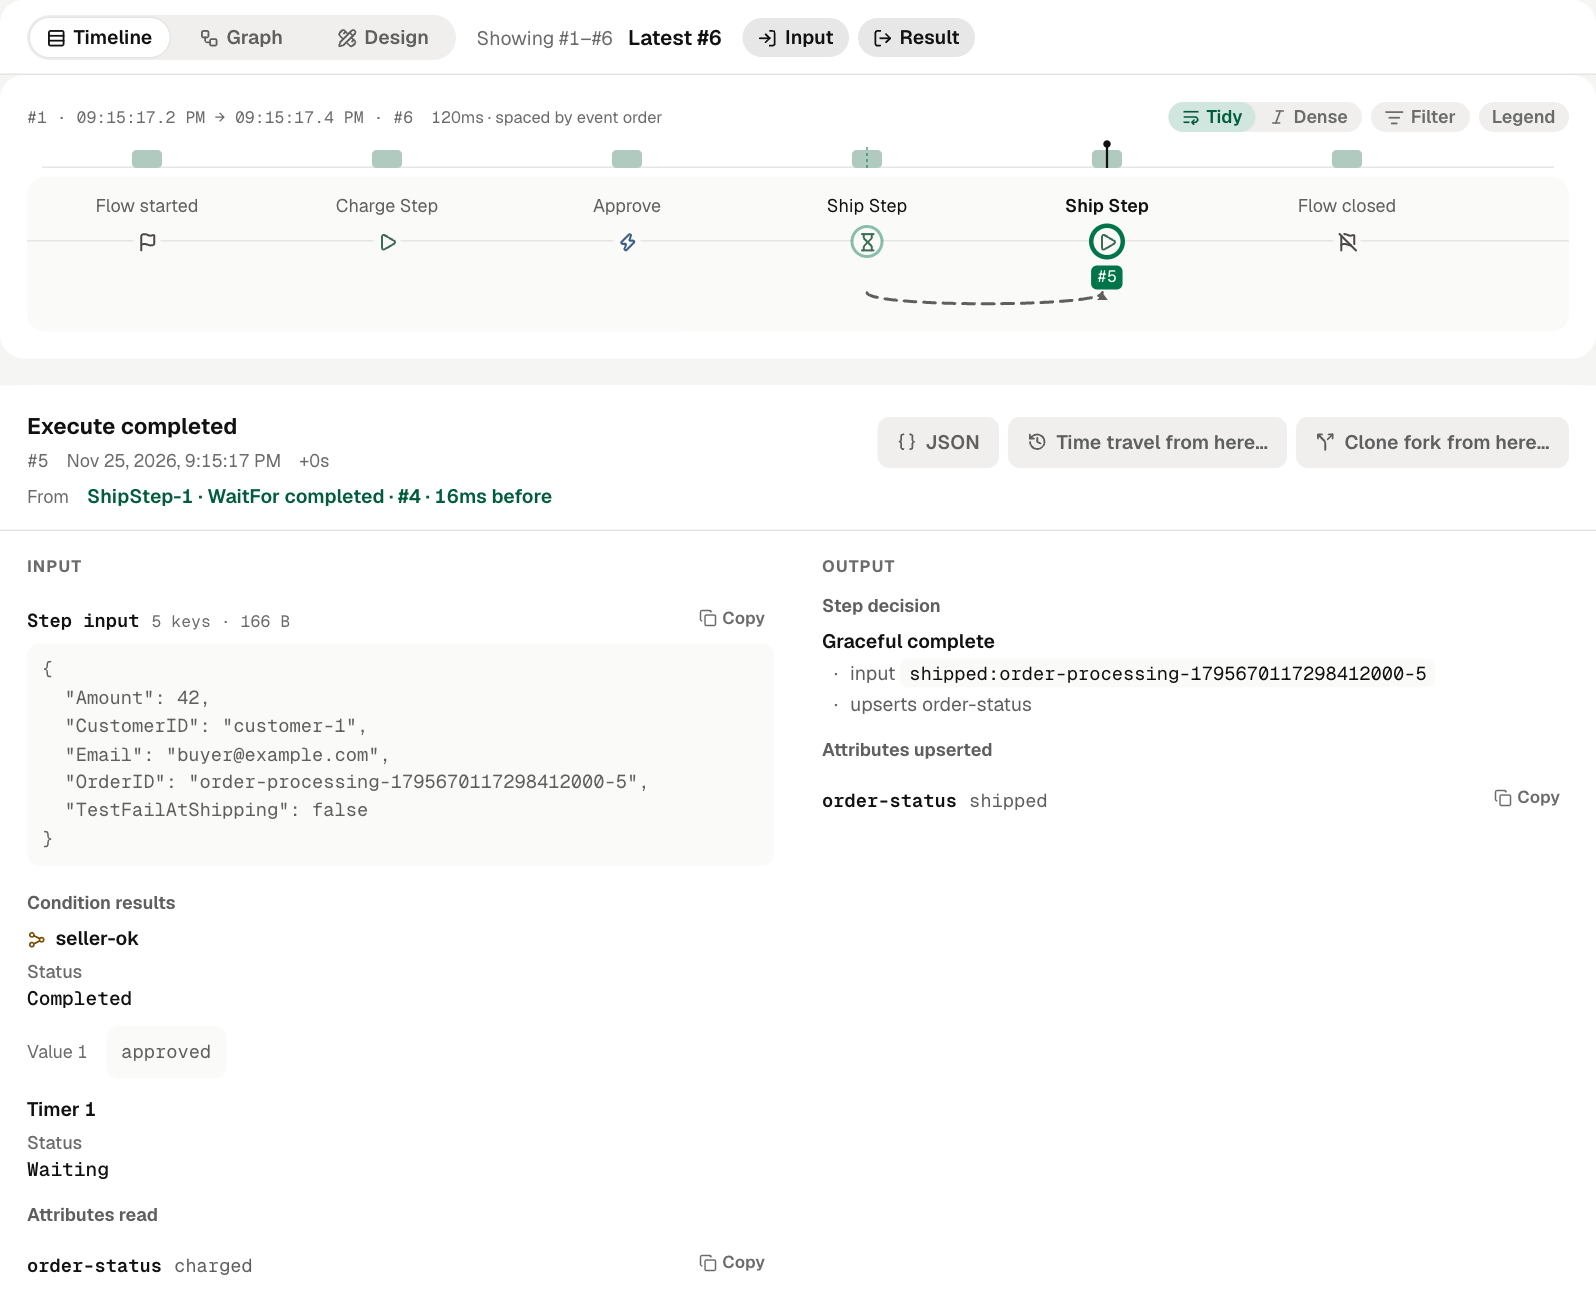 Timeline Graph Design Showing #1–#6 Latest #6 Input Result
#1 · 09:15:17.2 PM → 09:15:17.4 PM · #6 120ms · spaced by event order Tidy Dense Filter Legend
Flow started Charge Step Approve Ship Step Ship Step Flow closed
#5
Execute completed
#5 Nov 25, 2026, 9:15:17 PM +0s
{} JSON Time travel from here... Clone fork from here...
From ShipStep-1 · WaitFor completed · #4 · 16ms before
INPUT
Step input 5 keys · 166 B Copy
{
"Amount": 42,
"CustomerID": "customer-1",
"Email": "buyer@example.com",
"OrderID": "order-processing-1795670117298412000-5",
"TestFailAtShipping": false
}
Condition results
seller-ok
Status
Completed
Value 1 approved
Timer 1
Status
Waiting
Attributes read
order-status charged Copy
OUTPUT
Step decision
Graceful complete
· input shipped:order-processing-1795670117298412000-5
· upserts order-status
Attributes upserted
order-status shipped Copy